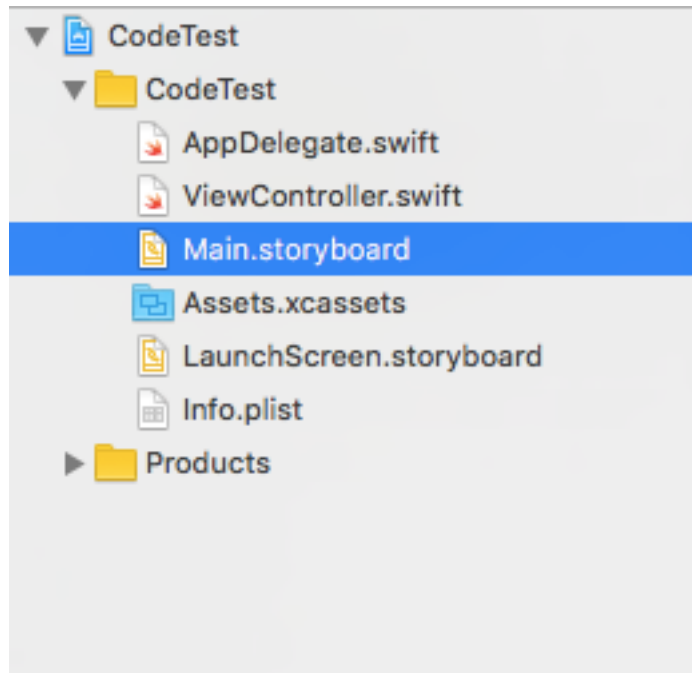 CodeTest
CodeTest
AppDelegate.swift
ViewController.swift
Main.storyboard
Assets.xcassets
LaunchScreen.storyboard
Info.plist
Products